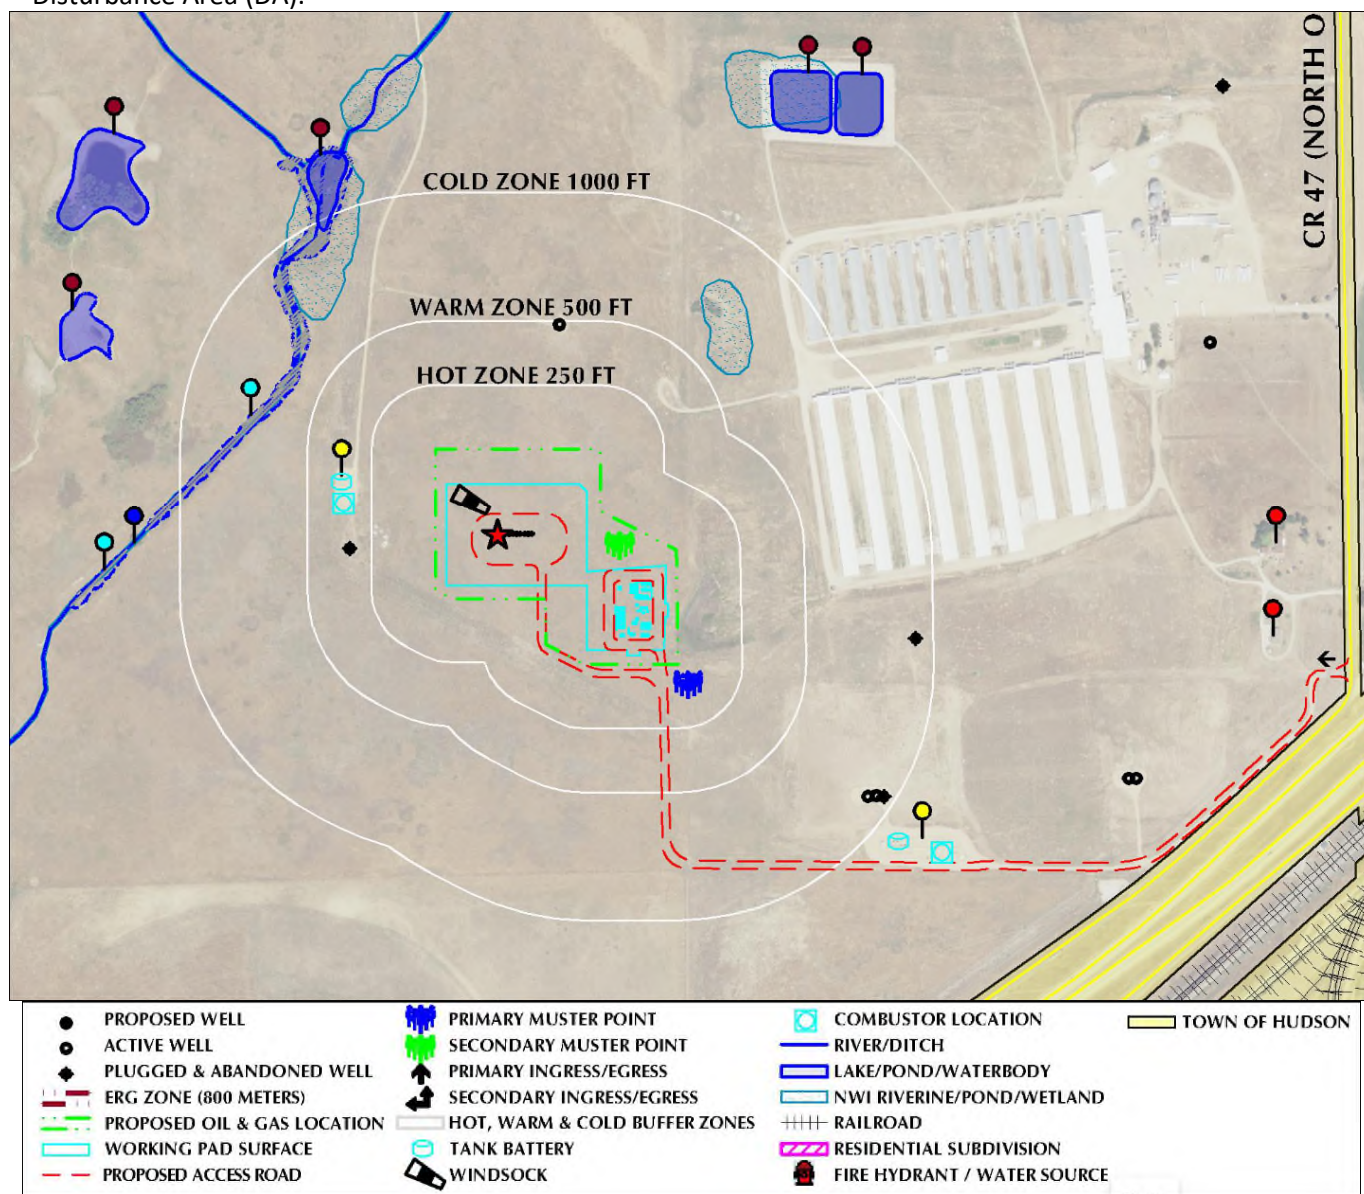 Disturbance Area (DA).
CR 47 (NORTH O
COLD ZONE 1000 FT
WARM ZONE 500 FT
HOT ZONE 250 FT
PROPOSED WELL
ACTIVE WELL
PLUGGED & ABANDONED WELL
ERG ZONE (800 METERS)
PROPOSED OIL & GAS LOCATION
WORKING PAD SURFACE
PROPOSED ACCESS ROAD
PRIMARY MUSTER POINT
SECONDARY MUSTER POINT
PRIMARY INGRESS/EGRESS
SECONDARY INGRESS/EGRESS
HOT, WARM & COLD BUFFER ZONES
TANK BATTERY
WINDSOCK
COMBUSTOR LOCATION
RIVER/DITCH
LAKE/POND/WATERBODY
NWI RIVERINE/POND/WETLAND
RAILROAD
RESIDENTIAL SUBDIVISION
FIRE HYDRANT / WATER SOURCE
TOWN OF HUDSON